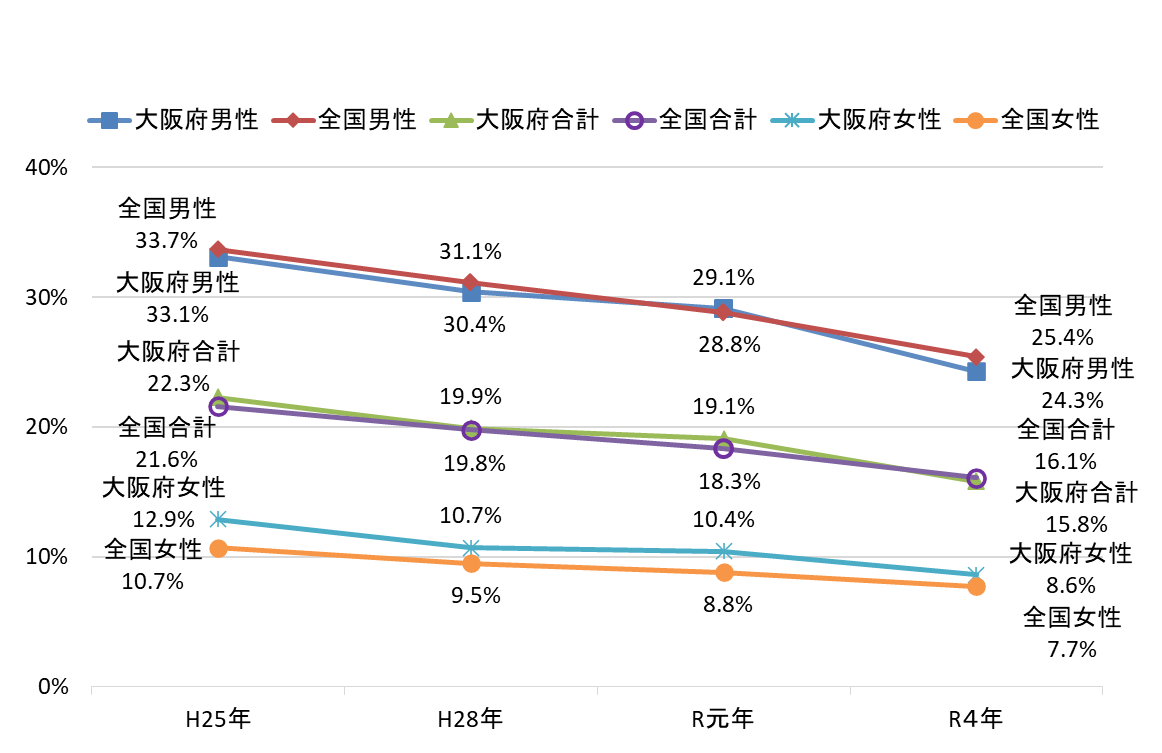 大阪府男性 全国男性 大阪府合計 全国合計 大阪府女性 全国女性
40%
30%
20%
10%
0%
全国男性
33.7%
大阪府男性
33.1%
大阪府合計
22.3%
全国合計
21.6%
大阪府女性
12.9%
全国女性
10.7%
31.1%
30.4%
19.9%
19.8%
10.7%
9.5%
29.1%
28.8%
19.1%
18.3%
10.4%
8.8%
全国男性
25.4%
大阪府男性
24.3%
全国合計
16.1%
大阪府合計
15.8%
大阪府女性
8.6%
全国女性
7.7%
H25年 H28年 R元年 R４年